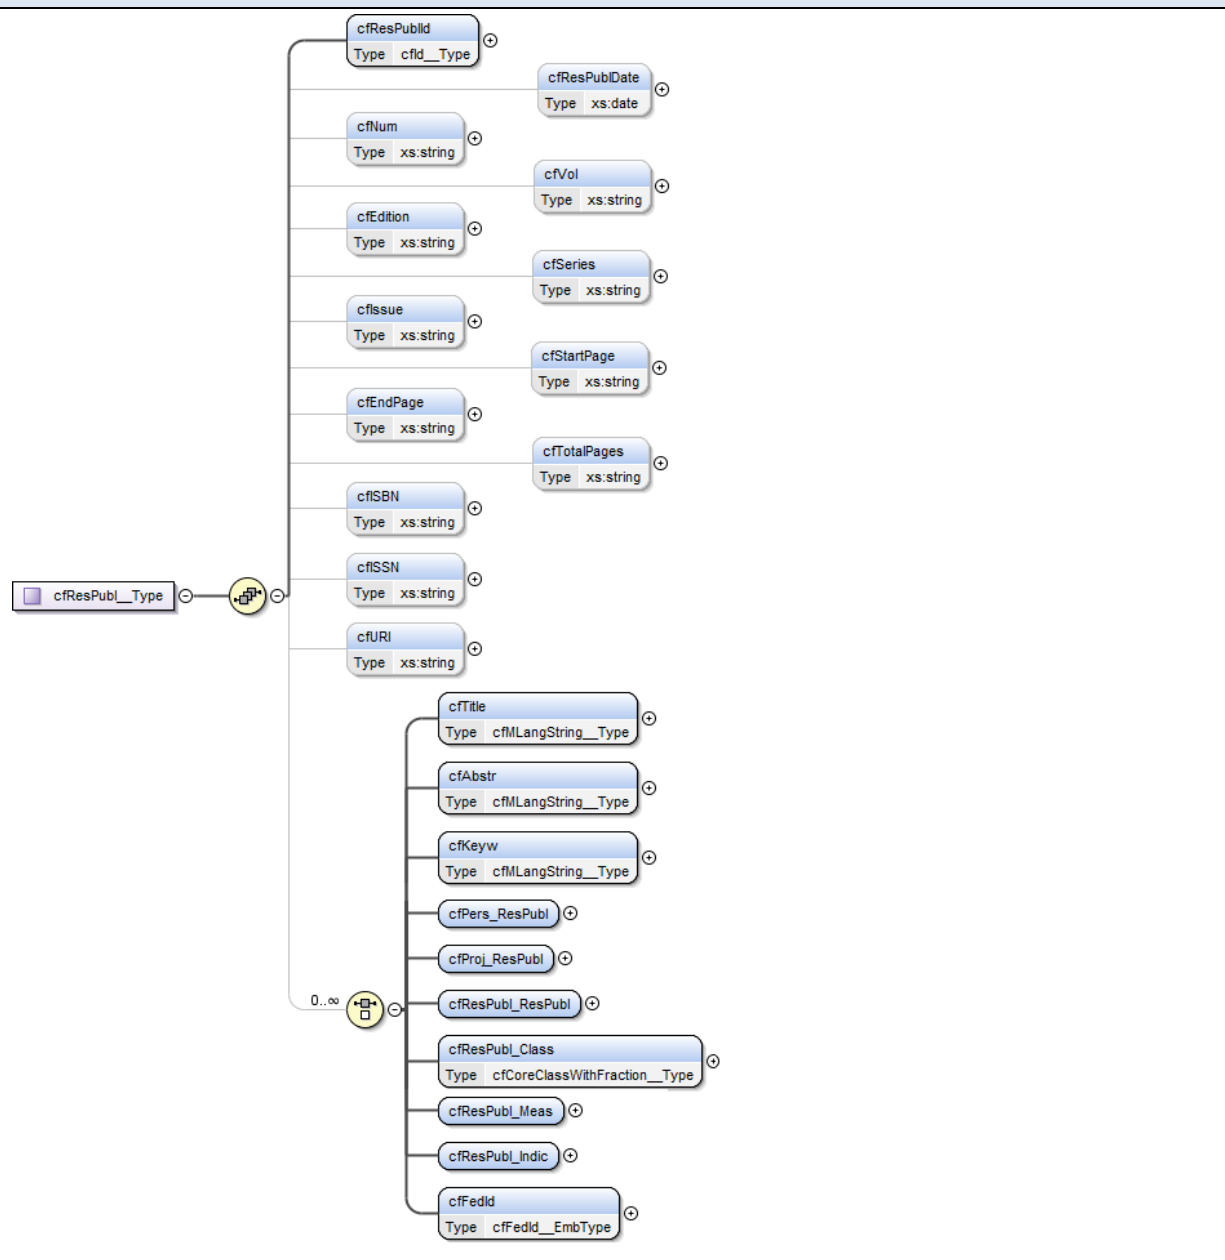 cfResPublId
Type cfId__Type
cfResPublDate
Type xs:date
cfNum
Type xs:string
cfVol
Type xs:string
cfEdition
Type xs:string
cfSeries
Type xs:string
cfIssue
Type xs:string
cfStartPage
Type xs:string
cfEndPage
Type xs:string
cfTotalPages
Type xs:string
cfISBN
Type xs:string
cfISSN
Type xs:string
cfResPubl__Type
cfURI
Type xs:string
cfTitle
Type cfMLangString__Type
cfAbstr
Type cfMLangString__Type
cfKeyw
Type cfMLangString__Type
cfPers_ResPubl
cfProj_ResPubl
0..∞
cfResPubl_ResPubl
cfResPubl_Class
Type cfCoreClassWithFraction__Type
cfResPubl_Meas
cfResPubl_Indic
cfFedId
Type cfFedId__EmbType